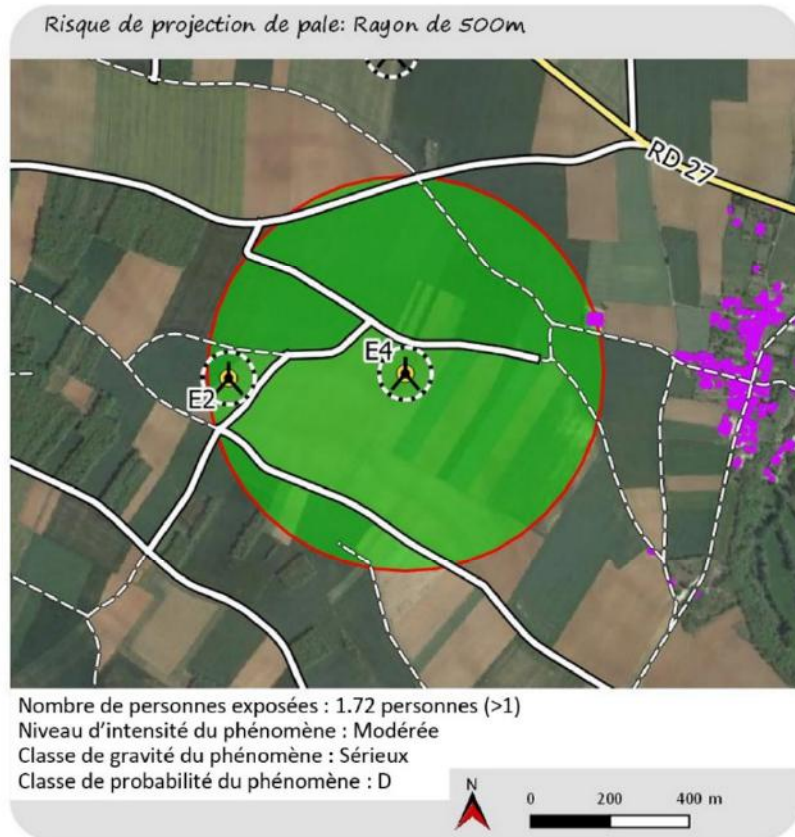 Risque de projection de pale: Rayon de 500m
RD 27
E4
E2
Nombre de personnes exposées : 1.72 personnes (>1)
Niveau d'intensité du phénomène : Modérée
Classe de gravité du phénomène : Sérieux
Classe de probabilité du phénomène : D
N
0 200 400 m